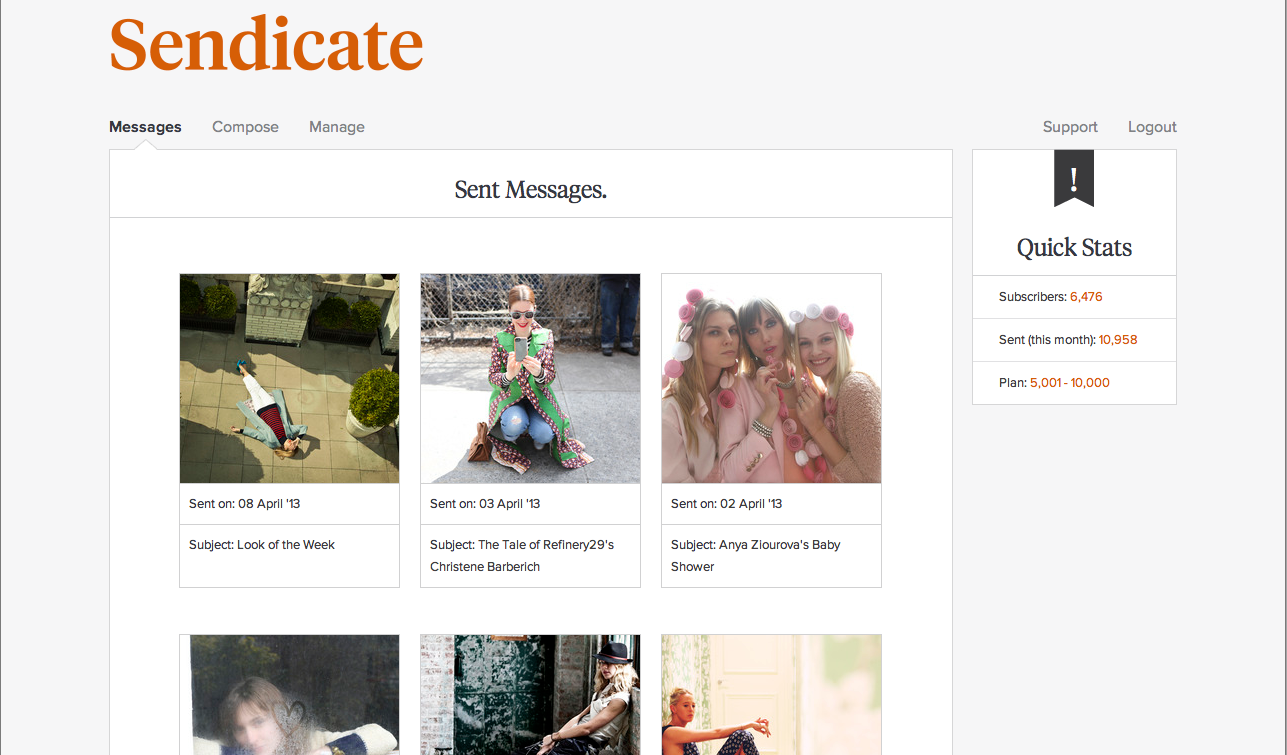 Sendicate
Messages Compose Manage Support Logout
Sent Messages.
!
Quick Stats
Subscribers: 6,476
Sent (this month): 10,958
Plan: 5,001 - 10,000
Sent on: 08 April '13
Subject: Look of the Week
Sent on: 03 April '13
Subject: The Tale of Refinery29's
Christene Barberich
Sent on: 02 April '13
Subject: Anya Ziourova's Baby
Shower